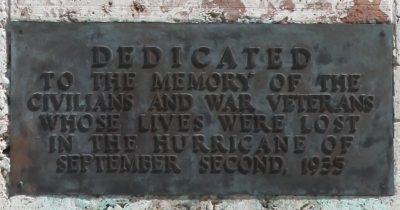 DEDICATED
TO THE MEMORY OF THE
CIVILIANS AND WAR VETERANS
WHOSE LIVES WERE LOST
IN THE HURRICANE OF
SEPTEMBER SECOND, 1935